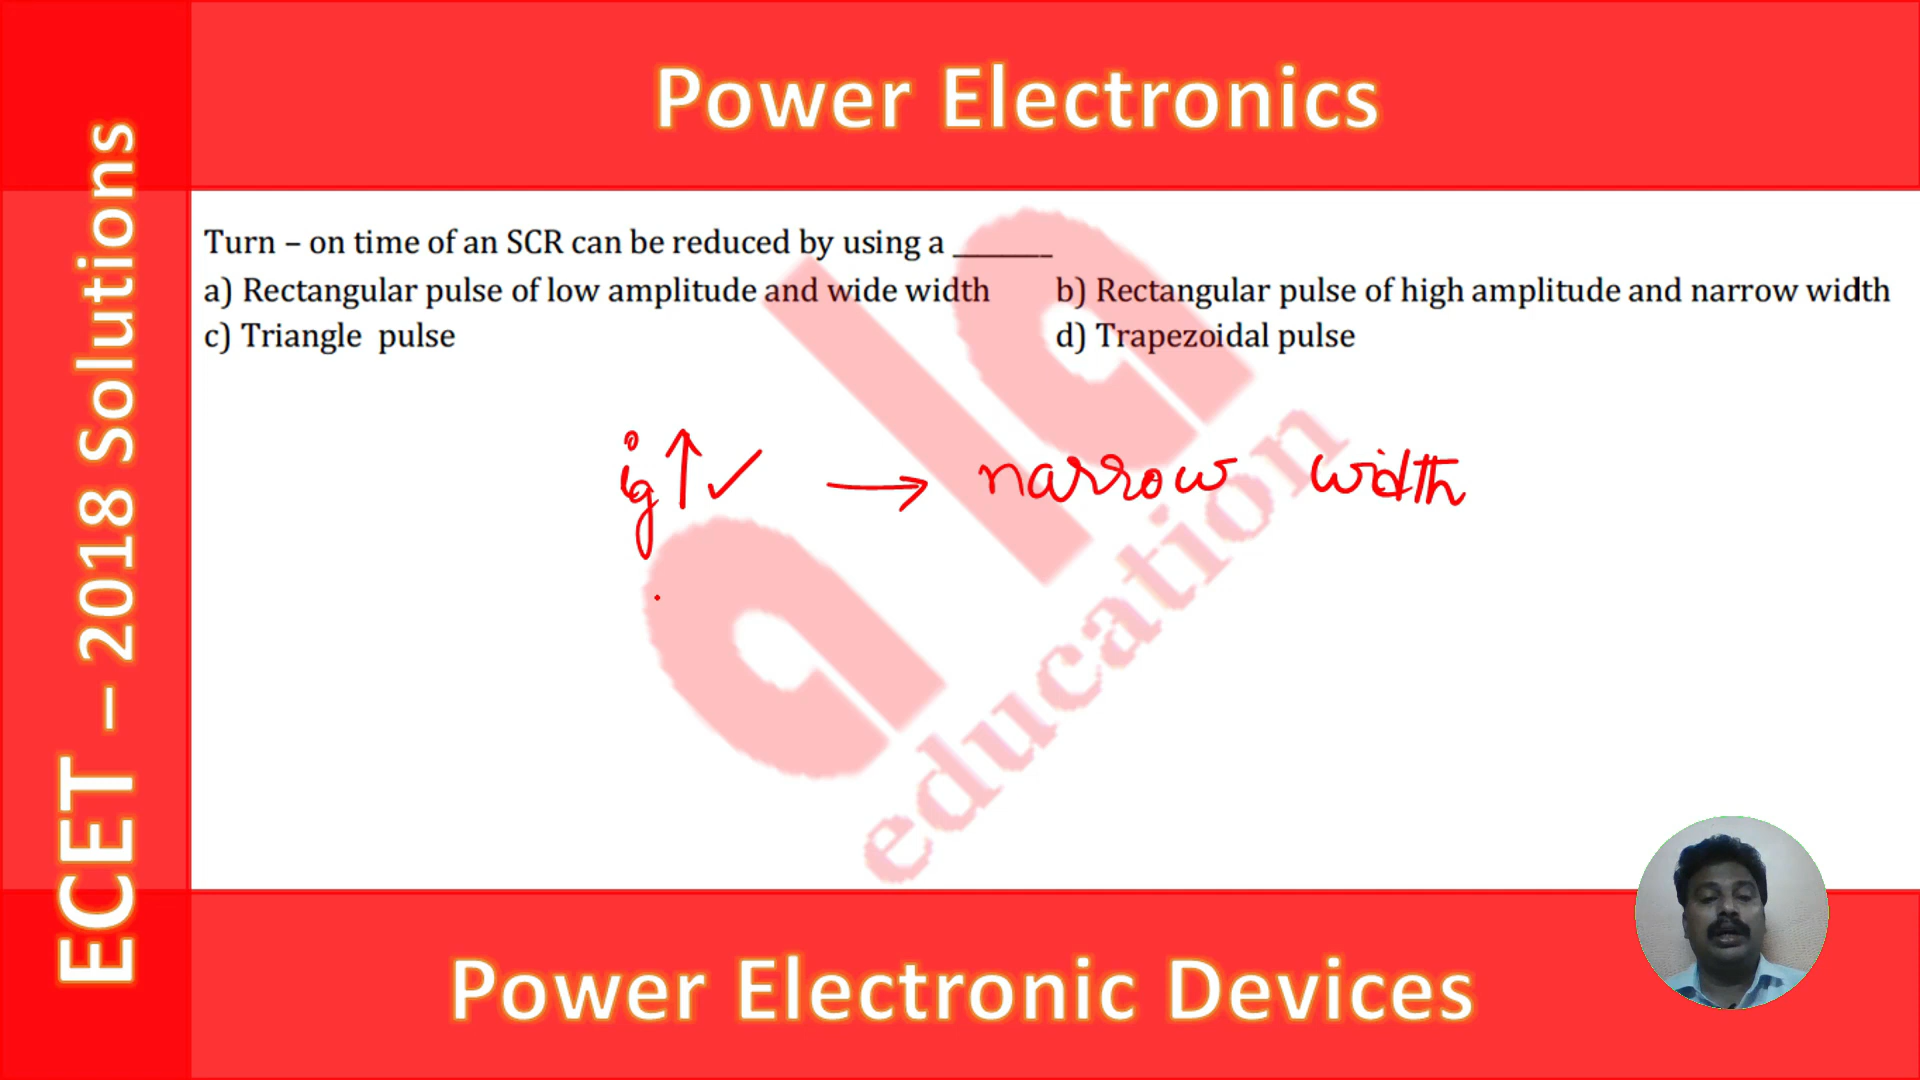 Power Electronics
ECET – 2018 Solutions
Turn – on time of an SCR can be reduced by using a _______
a) Rectangular pulse of low amplitude and wide width
b) Rectangular pulse of high amplitude and narrow width
c) Triangle pulse
d) Trapezoidal pulse
ig ↑ ✓ → narrow width
education
Power Electronic Devices